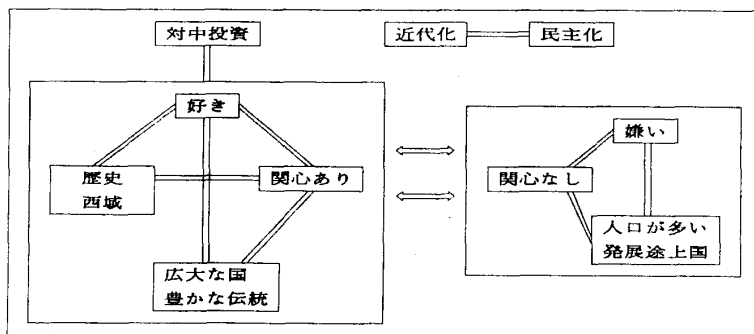 対中投資
近代化
民主化
好き
歴史
西域
関心あり
広大な国
豊かな伝統
嫌い
関心なし
人口が多い
発展途上国